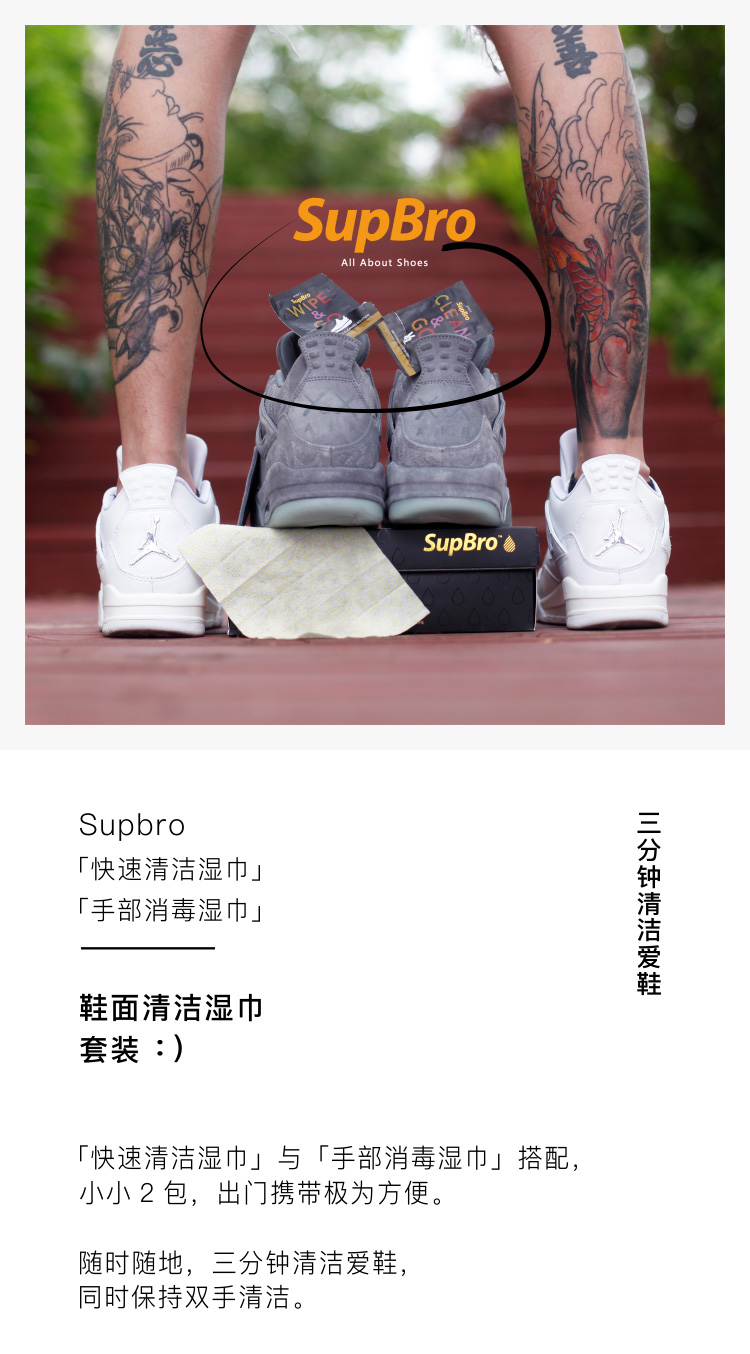 SupBro
All About Shoes
SupBro
WIPE
&
SupBro
CLEAN
&
GO
SupBro™
Supbro
「快速清洁湿巾」
「手部消毒湿巾」
三分钟清洁爱鞋
鞋面清洁湿巾
套装 ：)
「快速清洁湿巾」与「手部消毒湿巾」搭配，
小小 2 包，出门携带极为方便。
随时随地，三分钟清洁爱鞋，
同时保持双手清洁。